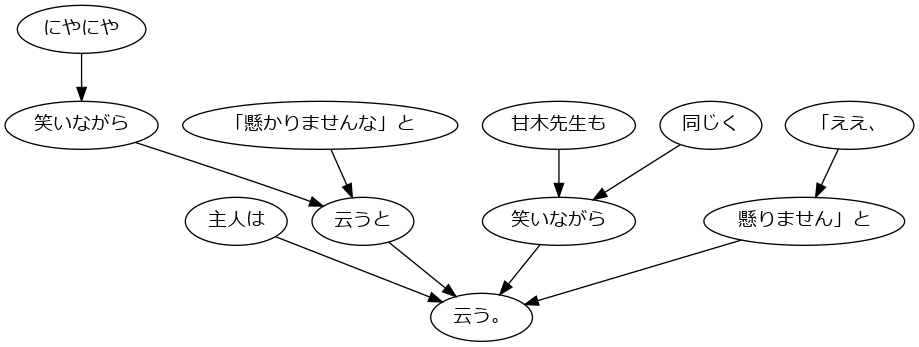 にやにや
笑いながら
「懸かりませんな」と
甘木先生も
同じく
「ええ、
主人は
云うと
笑いながら
懸りません」と
云う。